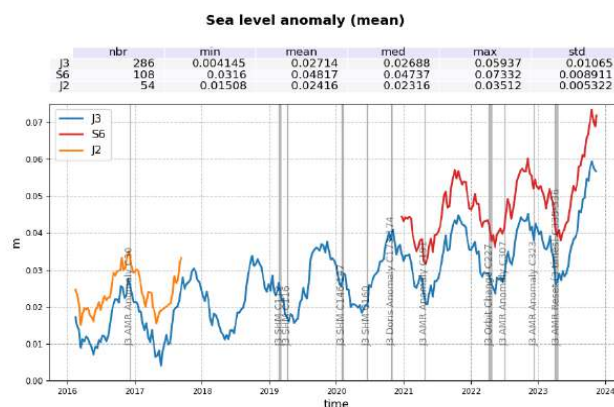 Sea level anomaly (mean)
nbr min mean med max std
J3 286 0.004145 0.02714 0.02688 0.05937 0.01065
S6 108 0.0316 0.04817 0.04737 0.07332 0.008911
J2 54 0.01508 0.02416 0.02316 0.03512 0.005322
J3
S6
J2
0.07
0.06
0.05
0.04
0.03
0.02
0.01
0.00
m
J3 AMR Anomaly
J3 SHM
J3 SHM
J3 SHM
J3 Doris Anomaly
J3 AMR Anomaly
J3 Orbit Change C227
J3 AMR Anomaly
J3 AMR Anomaly C323
J3 AMR
2016 2017 2018 2019 2020 2021 2022 2023 2024
time